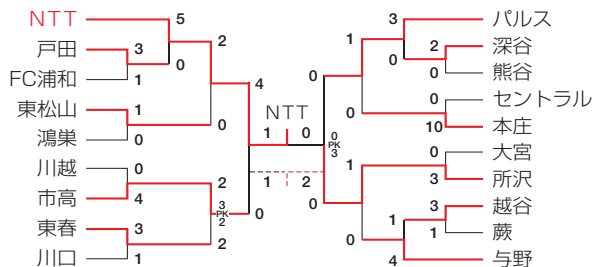 NTT 5
戸田 3
0
FC浦和 1
2
東松山 1
鴻巣 0
0
4
川越 0
市高 4
2
3
PK
2
東春 3
川口 1
2
0
NTT
1 0
1 2
パルス 3
深谷 2
熊谷 0
0
1
セントラル 0
本庄 10
0
0
0
PK
3
大宮 0
所沢 3
1
越谷 3
蕨 1
1
与野 4
0
0